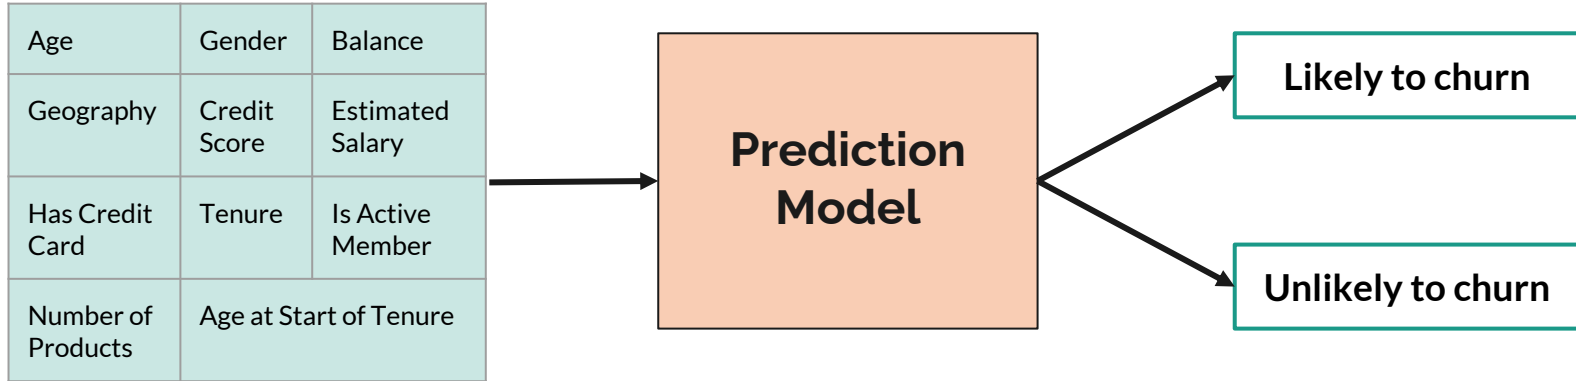 Age
Gender
Balance
Geography
Credit
Score
Estimated
Salary
Has Credit
Card
Tenure
Is Active
Member
Number of
Products
Age at Start of Tenure
Prediction
Model
Likely to churn
Unlikely to churn